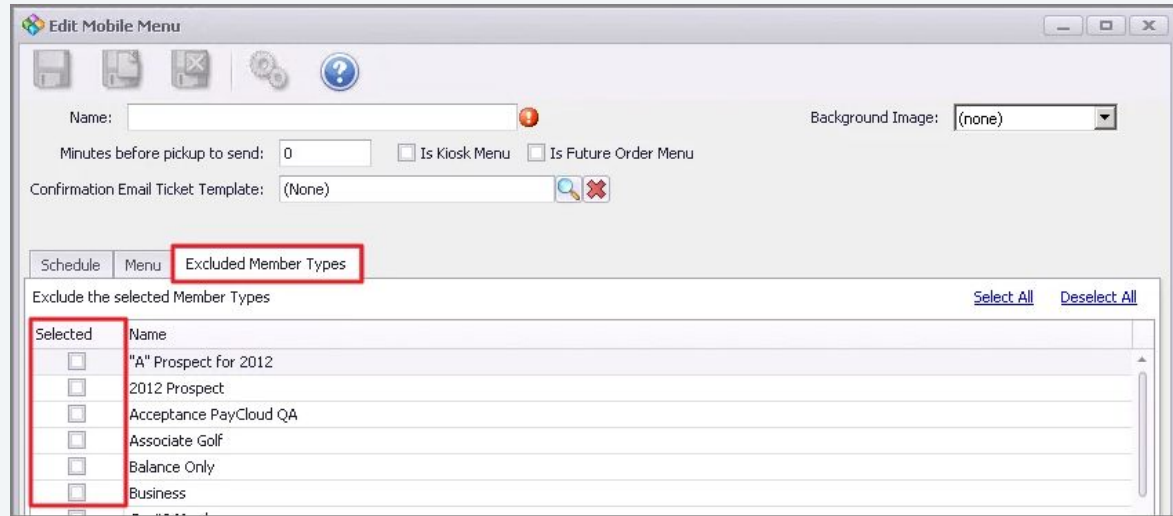 Edit Mobile Menu
Name:
Background Image: (none)
Minutes before pickup to send: 0 Is Kiosk Menu Is Future Order Menu
Confirmation Email Ticket Template: (None)
Schedule Menu Excluded Member Types
Exclude the selected Member Types Select All Deselect All
Selected Name
"A" Prospect for 2012
2012 Prospect
Acceptance PayCloud QA
Associate Golf
Balance Only
Business